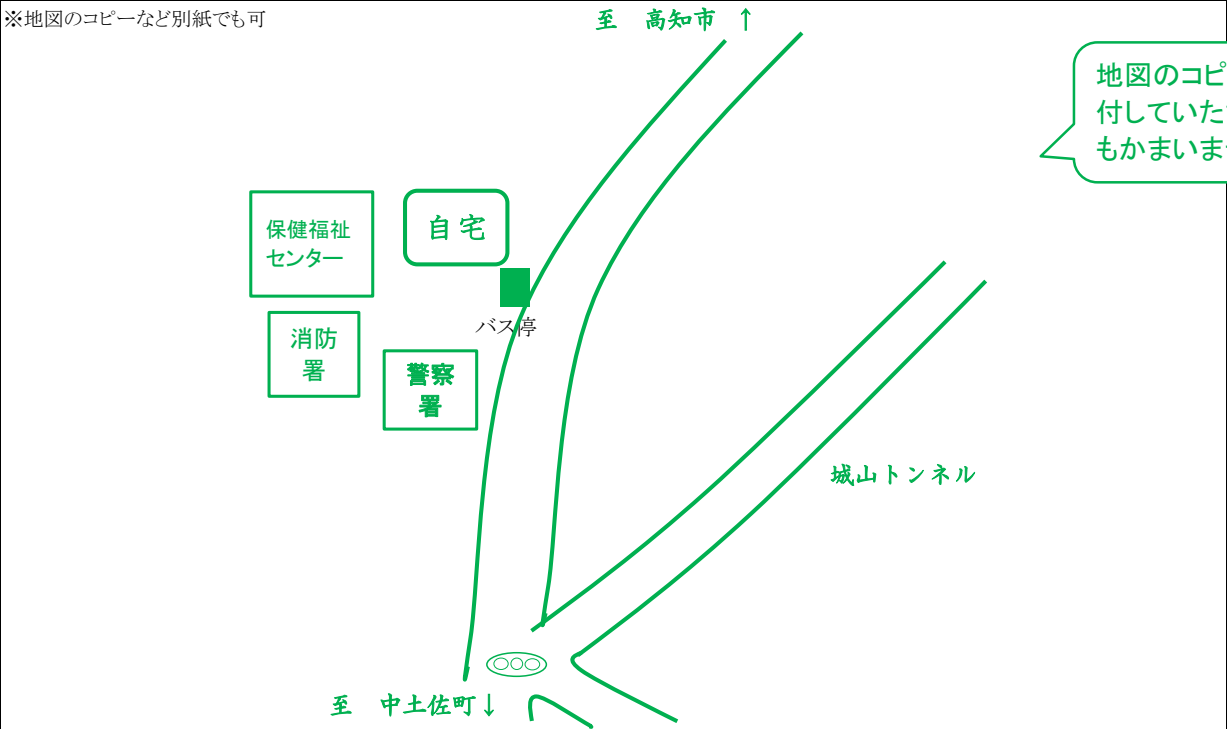 ※地図のコピーなど別紙でも可
至　高知市　↑
地図のコピ
付していた
もかまいま
保健福祉
センター
自宅
バス停
消防
署
警察
署
城山トンネル
至　中土佐町↓